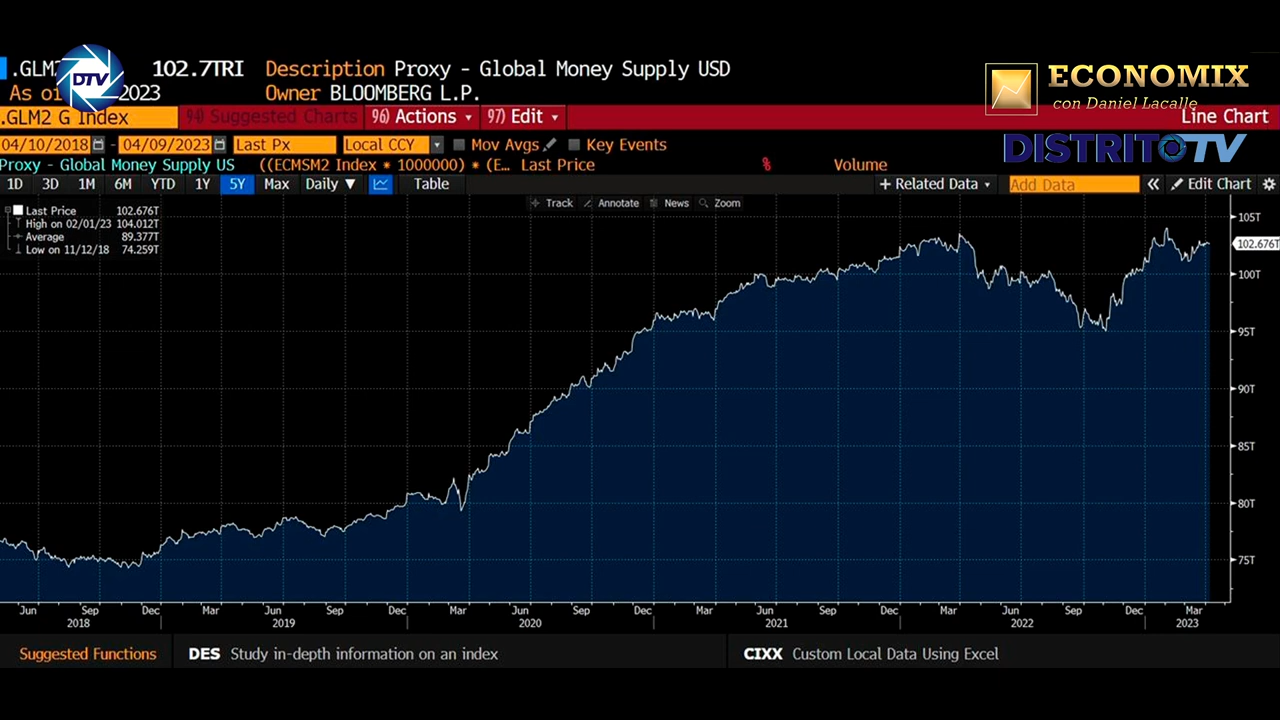 .GLM2 102.7TRI Description Proxy - Global Money Supply USD
As of 2023 Owner BLOOMBERG L.P.
DTV
ECONOMIX
con Daniel Lacalle
DISTRITO TV
.GLM2 G Index 94) Suggested Charts 96) Actions 97) Edit Line Chart
04/10/2018 - 04/09/2023 Last Px Local CCY Mov Avgs Key Events
Proxy - Global Money Supply US ((ECMSM2 Index * 1000000) * (E... Last Price % Volume
1D 3D 1M 6M YTD 1Y 5Y Max Daily ▼ Table + Related Data Add Data « Edit Chart
Track Annotate News Zoom
Last Price 102.676T
High on 02/01/23 104.012T
Average 89.377T
Low on 11/12/18 74.259T
105T
102.676T
100T
95T
90T
85T
80T
75T
Jun Sep Dec Mar Jun Sep Dec Mar Jun Sep Dec Mar Jun Sep Dec Mar Jun Sep Dec Mar
2018 2019 2020 2021 2022 2023
Suggested Functions DES Study in-depth information on an index CIXX Custom Local Data Using Excel